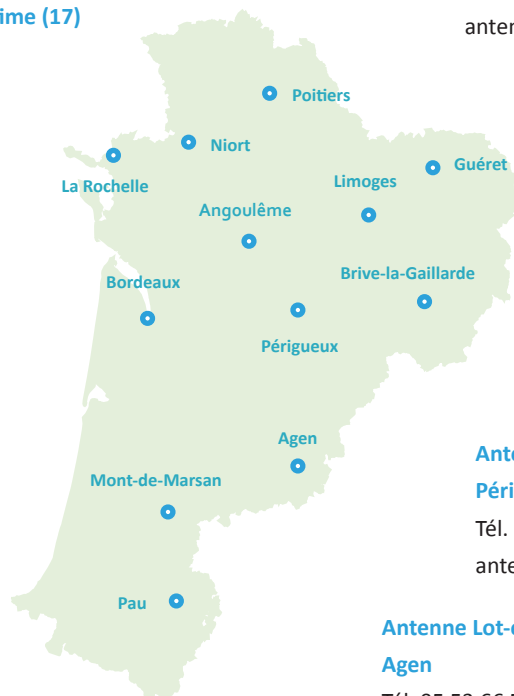 ime (17)
anten
Poitiers
Niort
Guéret
La Rochelle
Limoges
Angoulême
Bordeaux
Brive-la-Gaillarde
Périgueux
Agen
Mont-de-Marsan
Pau
Ante
Péri
Tél.
ante
Antenne Lot-
Agen